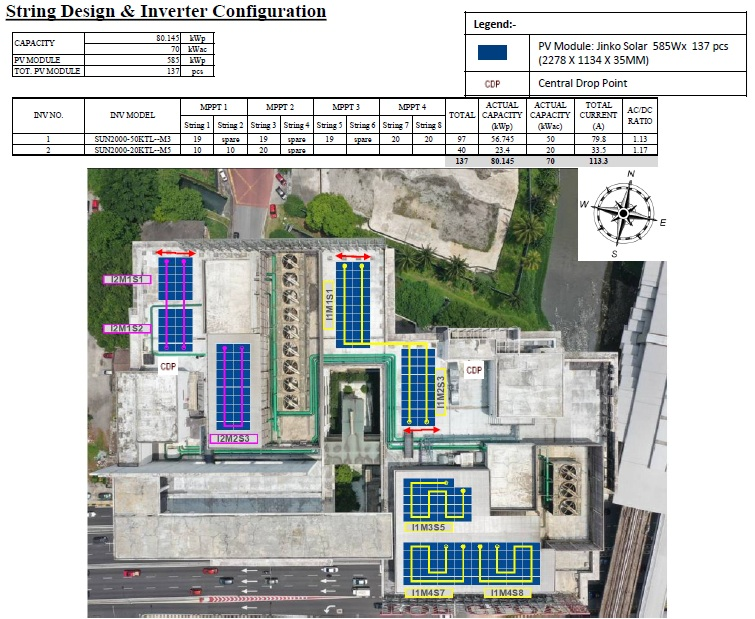 String Design & Inverter Configuration
CAPACITY 80.145 kWp
70 kWac
PV MODULE 585 kWp
TOT. PV MODULE 137 pcs
Legend:-
PV Module: Jinko Solar 585Wx 137 pcs
(2278 X 1134 X 35MM)
CDP Central Drop Point
INV NO. INV MODEL MPPT 1 MPPT 2 MPPT 3 MPPT 4 TOTAL ACTUAL CAPACITY (kWp) ACTUAL CAPACITY (kWac) TOTAL CURRENT (A) AC/DC RATIO
String 1 String 2 String 3 String 4 String 5 String 6 String 7 String 8
1 SUN2000-50KTL--M3 19 spare 19 spare 19 spare 20 20 97 56.745 50 79.8 1.13
2 SUN2000-20KTL--M5 10 10 20 spare 40 23.4 20 33.5 1.17
137 80.145 70 113.3
N
W
E
S
I2M1S1
I1M1S1
I2M1S2
CDP
CDP
I1M2S3
I2M2S3
I1M3S5
I1M4S7
I1M4S8